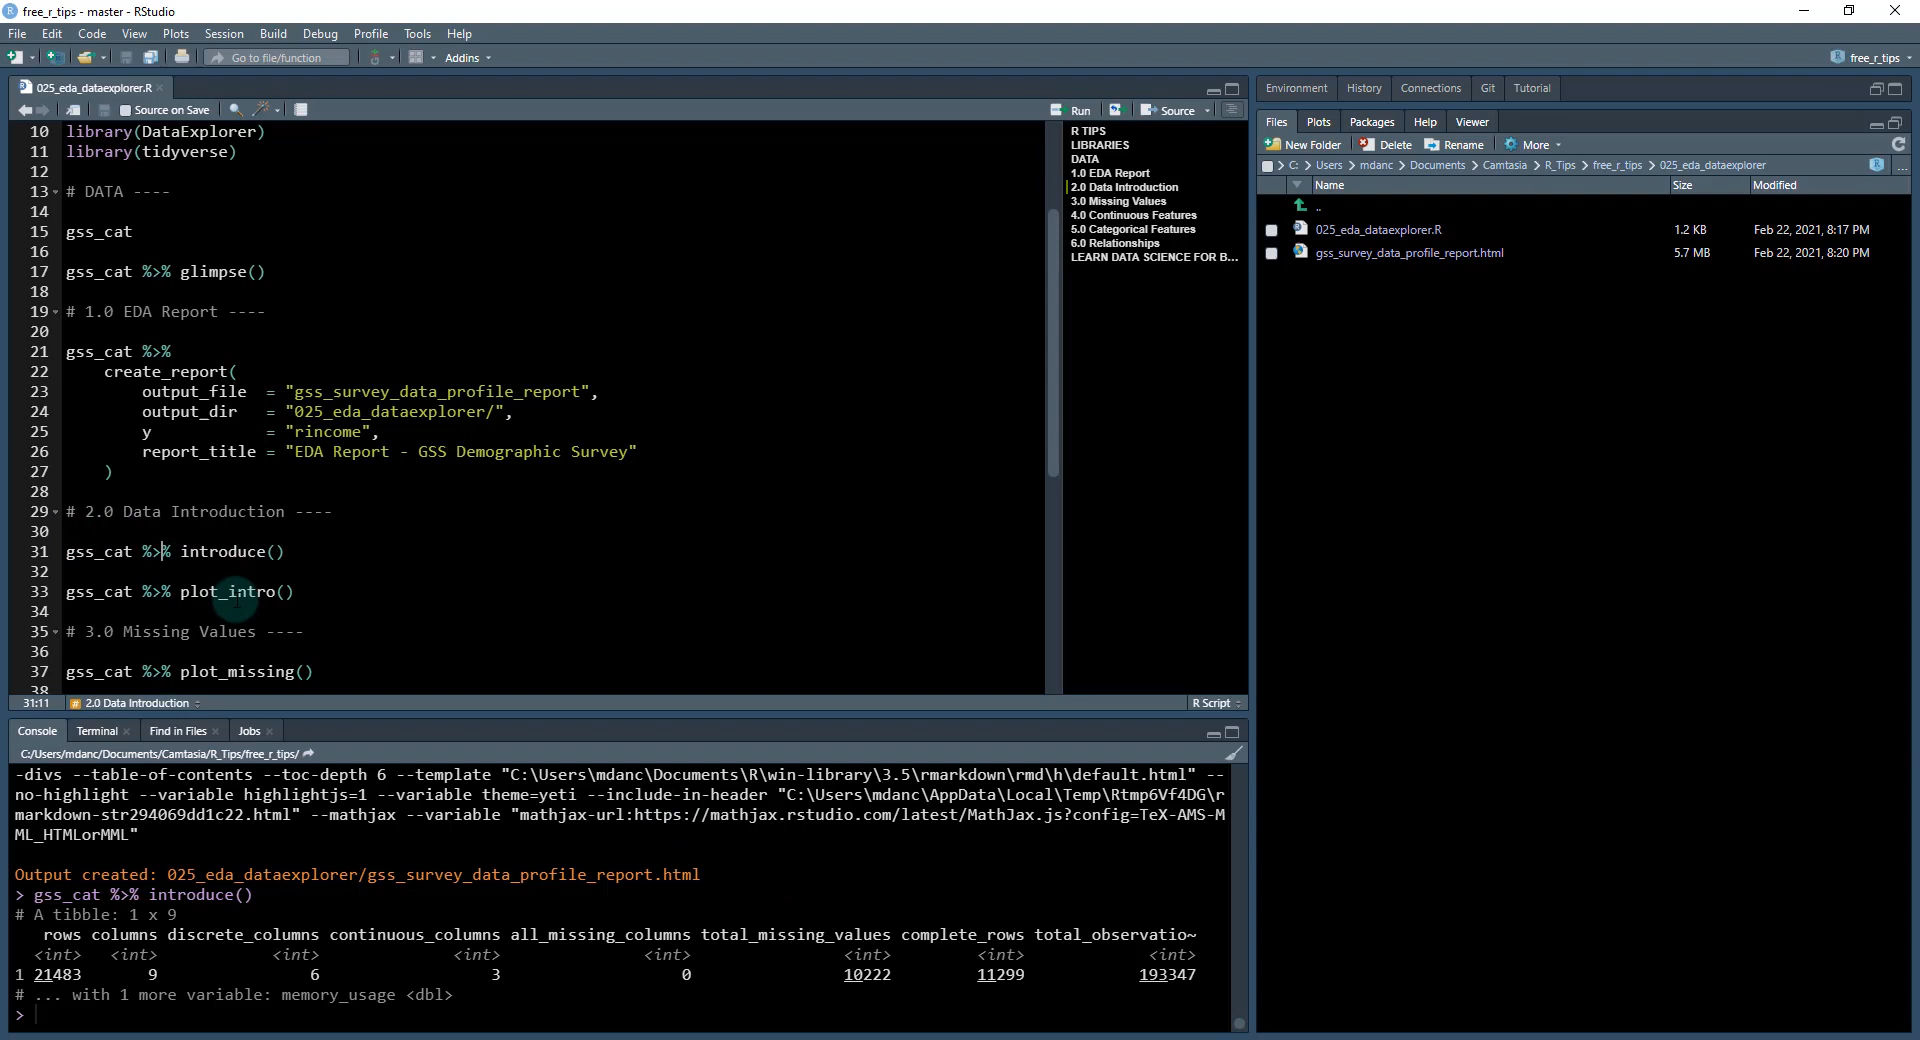 free_r_tips - master - RStudio
File Edit Code View Plots Session Build Debug Profile Tools Help
Go to file/function Addins free_r_tips
025_eda_dataexplorer.R
Source on Save Run Source
10 library(DataExplorer)
11 library(tidyverse)
12
13 # DATA ----
14
15 gss_cat
16
17 gss_cat %>% glimpse()
18
19 # 1.0 EDA Report ----
20
21 gss_cat %>%
22 create_report(
23 output_file = "gss_survey_data_profile_report",
24 output_dir = "025_eda_dataexplorer/",
25 y = "rincome",
26 report_title = "EDA Report - GSS Demographic Survey"
27 )
28
29 # 2.0 Data Introduction ----
30
31 gss_cat %>% introduce()
32
33 gss_cat %>% plot_intro()
34
35 # 3.0 Missing Values ----
36
37 gss_cat %>% plot_missing()
38
R TIPS
LIBRARIES
DATA
1.0 EDA Report
2.0 Data Introduction
3.0 Missing Values
4.0 Continuous Features
5.0 Categorical Features
6.0 Relationships
LEARN DATA SCIENCE FOR B...
31:11 2.0 Data Introduction R Script
Console Terminal Find in Files Jobs
C:/Users/mdanc/Documents/Camtasia/R_Tips/free_r_tips/
-divs --table-of-contents --toc-depth 6 --template "C:\Users\mdanc\Documents\R\win-library\3.5\rmarkdown\rmd\h\default.html" --
no-highlight --variable highlightjs=1 --variable theme=yeti --include-in-header "C:\Users\mdanc\AppData\Local\Temp\Rtmp6Vf4DG\r
markdown-str294069dd1c22.html" --mathjax --variable "mathjax-url:https://mathjax.rstudio.com/latest/MathJax.js?config=TeX-AMS-M
ML_HTMLorMML"
Output created: 025_eda_dataexplorer/gss_survey_data_profile_report.html
> gss_cat %>% introduce()
# A tibble: 1 x 9
rows columns discrete_columns continuous_columns all_missing_columns total_missing_values complete_rows total_observatio~
<int> <int> <int> <int> <int> <int> <int> <int>
1 21483 9 6 3 0 10222 11299 193347
# ... with 1 more variable: memory_usage <dbl>
>
Environment History Connections Git Tutorial
Files Plots Packages Help Viewer
New Folder Delete Rename More
C: > Users > mdanc > Documents > Camtasia > R_Tips > free_r_tips > 025_eda_dataexplorer ...
Name Size Modified
..
025_eda_dataexplorer.R 1.2 KB Feb 22, 2021, 8:17 PM
gss_survey_data_profile_report.html 5.7 MB Feb 22, 2021, 8:20 PM